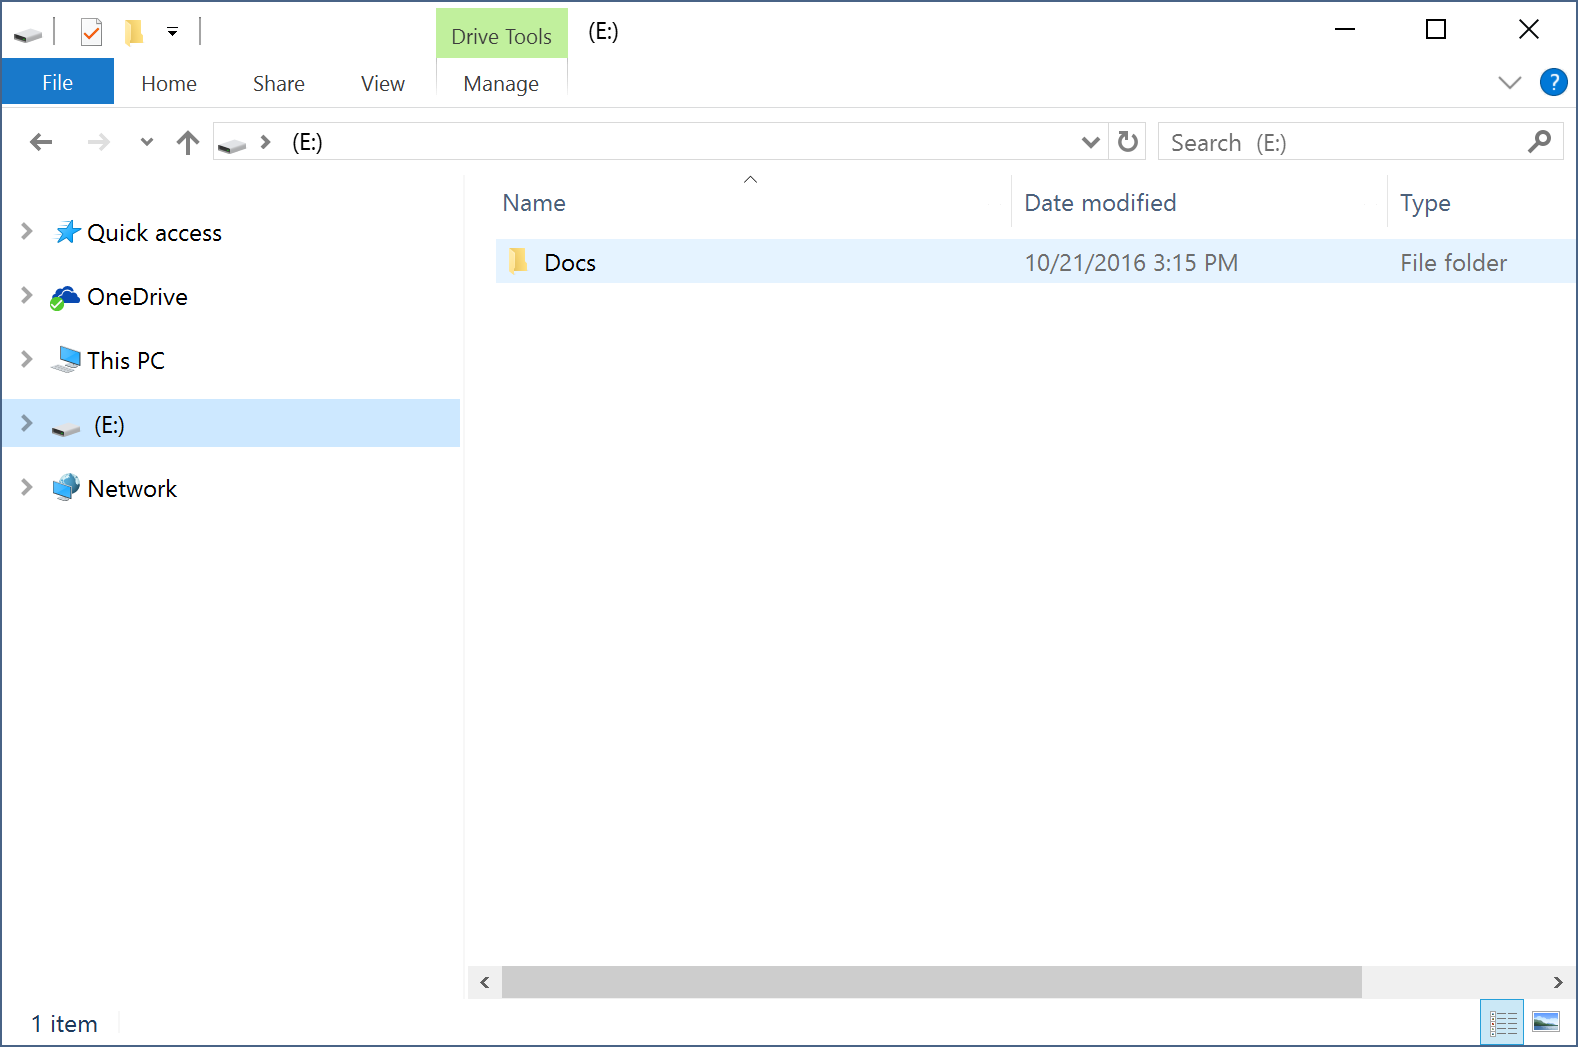 Drive Tools
(E:)
File
Home
Share
View
Manage
?
(E:)
Search (E:)
Name
Date modified
Type
Quick access
Docs
10/21/2016 3:15 PM
File folder
OneDrive
This PC
(E:)
Network
1 item